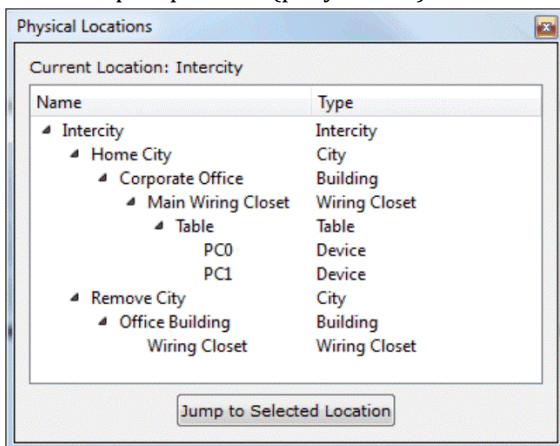 Physical Locations
Current Location: Intercity
Name Type
Intercity Intercity
Home City City
Corporate Office Building
Main Wiring Closet Wiring Closet
Table Table
PC0 Device
PC1 Device
Remove City City
Office Building Building
Wiring Closet Wiring Closet
Jump to Selected Location